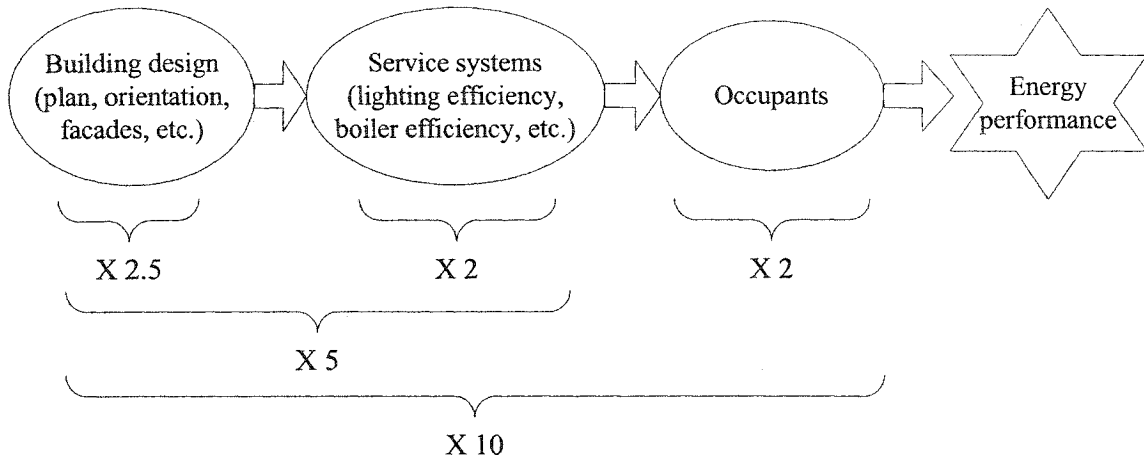 Building design
(plan, orientation,
facades, etc.)
Service systems
(lighting efficiency,
boiler efficiency, etc.)
Occupants
Energy
performance
X 2.5
X 2
X 2
X 5
X 10